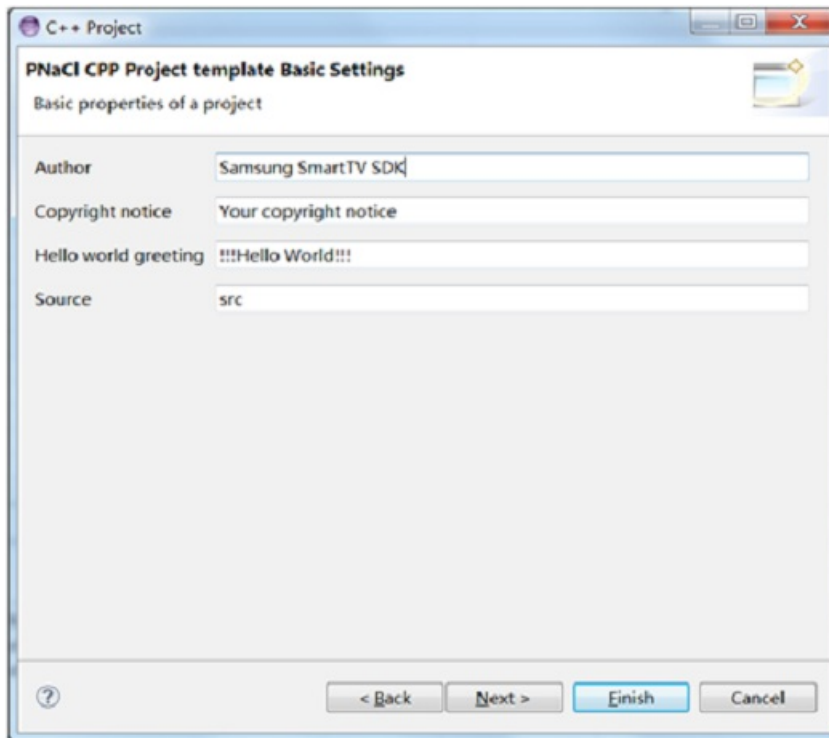 C++ Project
PNaCl CPP Project template Basic Settings
Basic properties of a project
Author Samsung SmartTV SDK
Copyright notice Your copyright notice
Hello world greeting !!!Hello World!!!
Source src
?
< Back Next > Finish Cancel